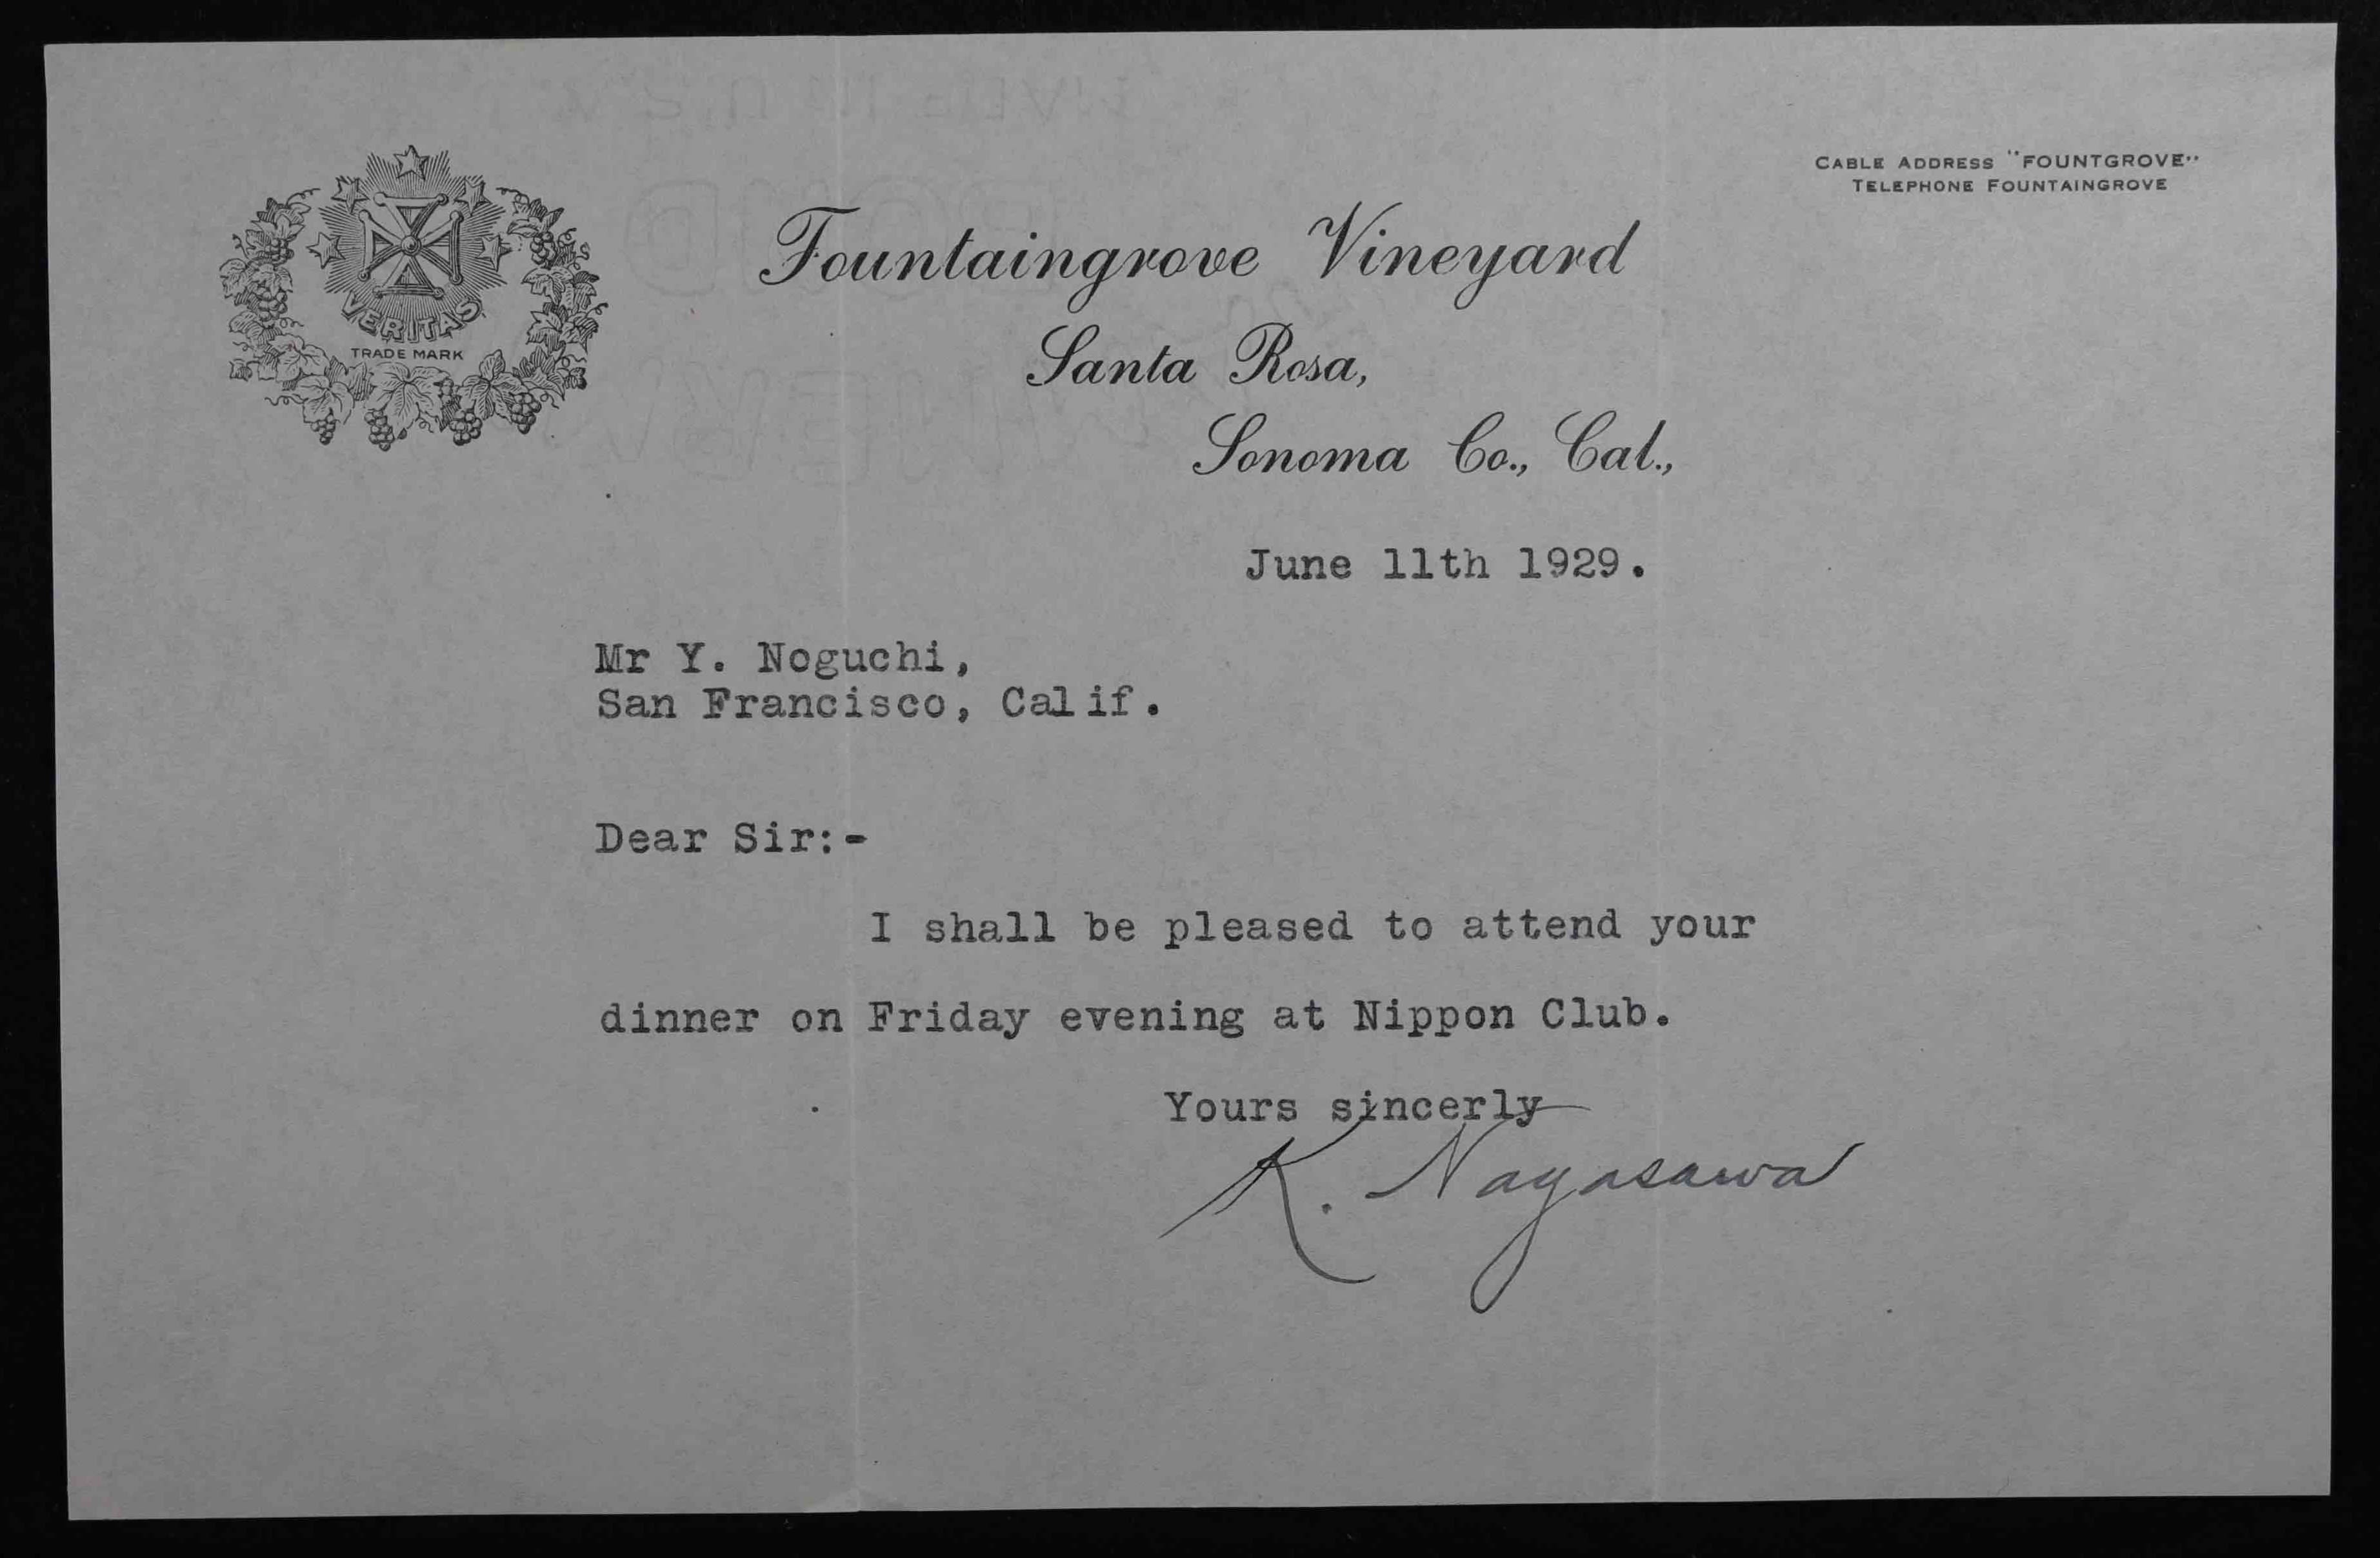 CABLE ADDRESS "FOUNTGROVE"
TELEPHONE FOUNTAINGROVE
VERITAS
TRADE MARK
Fountaingrove Vineyard
Santa Rosa,
Sonoma Co., Cal.,
June 11th 1929.
Mr Y. Noguchi,
San Francisco, Calif.
Dear Sir:-
I shall be pleased to attend your
dinner on Friday evening at Nippon Club.
Yours sincerly
K. Nagasawa